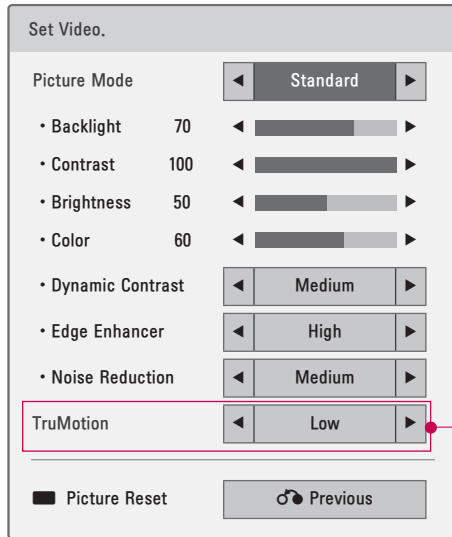 Set Video.
Picture Mode Standard
• Backlight 70
• Contrast 100
• Brightness 50
• Color 60
• Dynamic Contrast Medium
• Edge Enhancer High
• Noise Reduction Medium
TruMotion Low
Picture Reset Previous